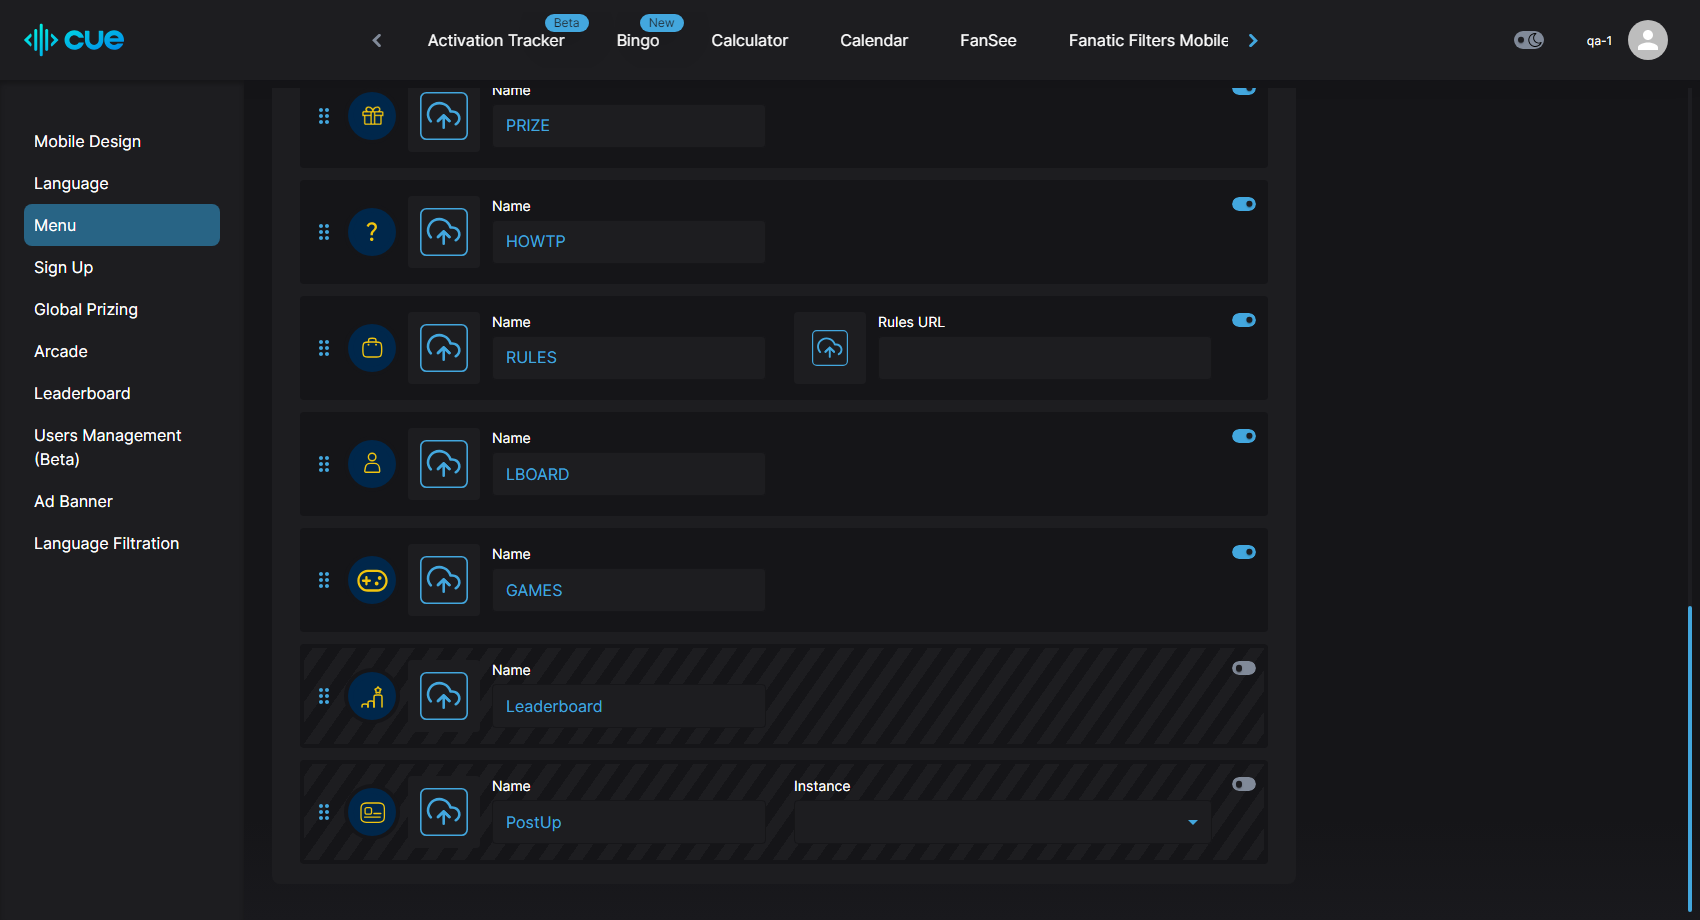 cue
Activation Tracker
Beta
Bingo
New
Calculator
Calendar
FanSee
Fanatic Filters Mobile
qa-1
Mobile Design
Language
Menu
Sign Up
Global Prizing
Arcade
Leaderboard
Users Management
(Beta)
Ad Banner
Language Filtration
Name
PRIZE
Name
HOWTP
Name
RULES
Rules URL
Name
LBOARD
Name
GAMES
Name
Leaderboard
Name
PostUp
Instance